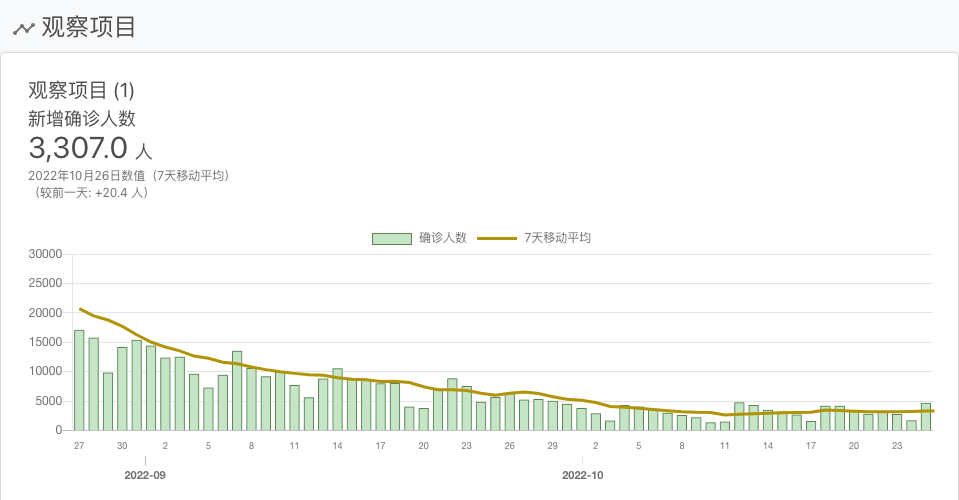 观察项目
观察项目 (1)
新增确诊人数
3,307.0 人
2022年10月26日数值（7天移动平均）
（较前一天: +20.4 人）
确诊人数 7天移动平均
30000
25000
20000
15000
10000
5000
0
27 30 2 5 8 11 14 17 20 23 26 29 2 5 8 11 14 17 20 23
2022-09 2022-10